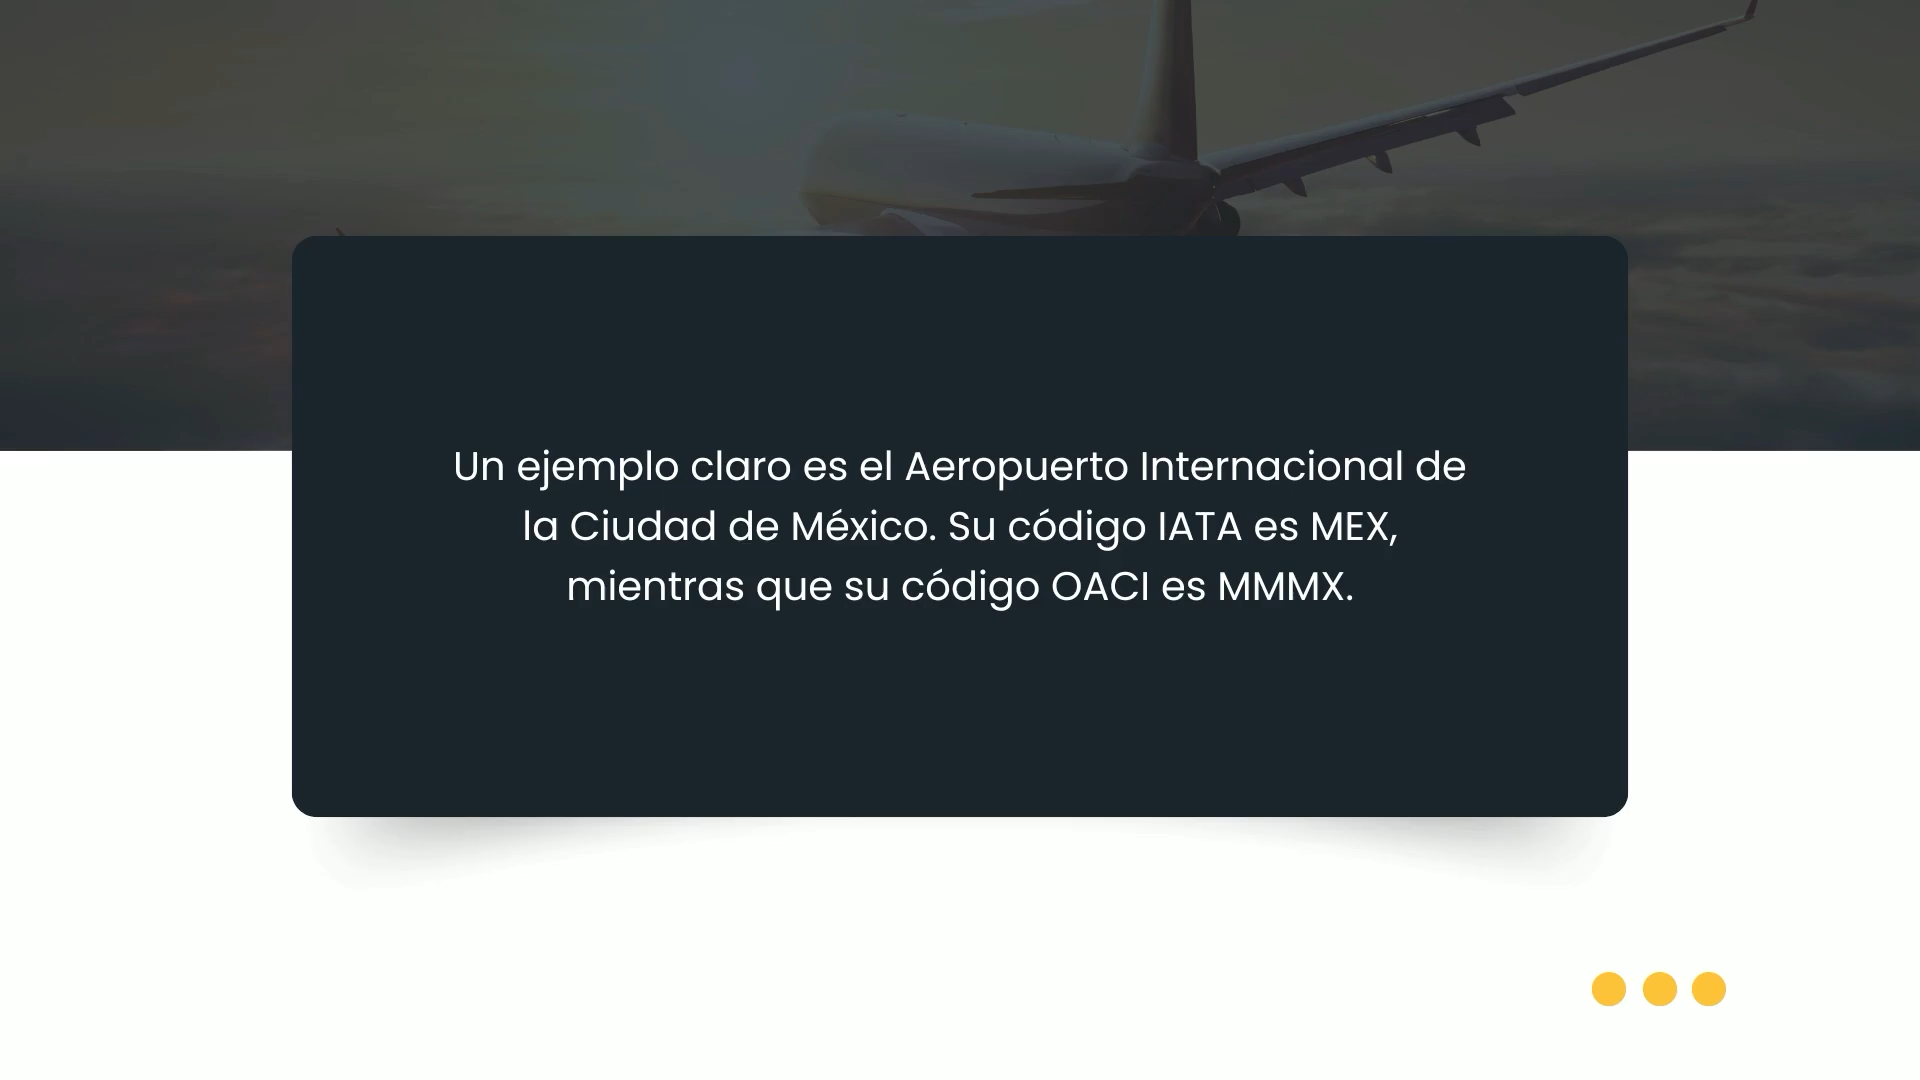 Un ejemplo claro es el Aeropuerto Internacional de
la Ciudad de México. Su código IATA es MEX,
mientras que su código OACI es MMMX.